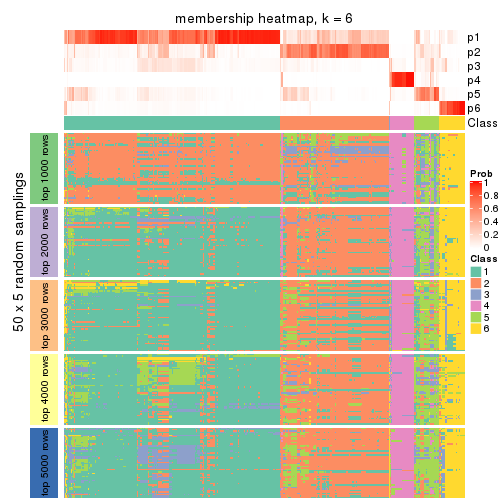 membership heatmap, k = 6
p1
p2
p3
p4
p5
p6
Class
50 x 5 random samplings
top 1000 rows
top 2000 rows
top 3000 rows
top 4000 rows
top 5000 rows
Prob
1
0.8
0.6
0.4
0.2
0
Class
1
2
3
4
5
6